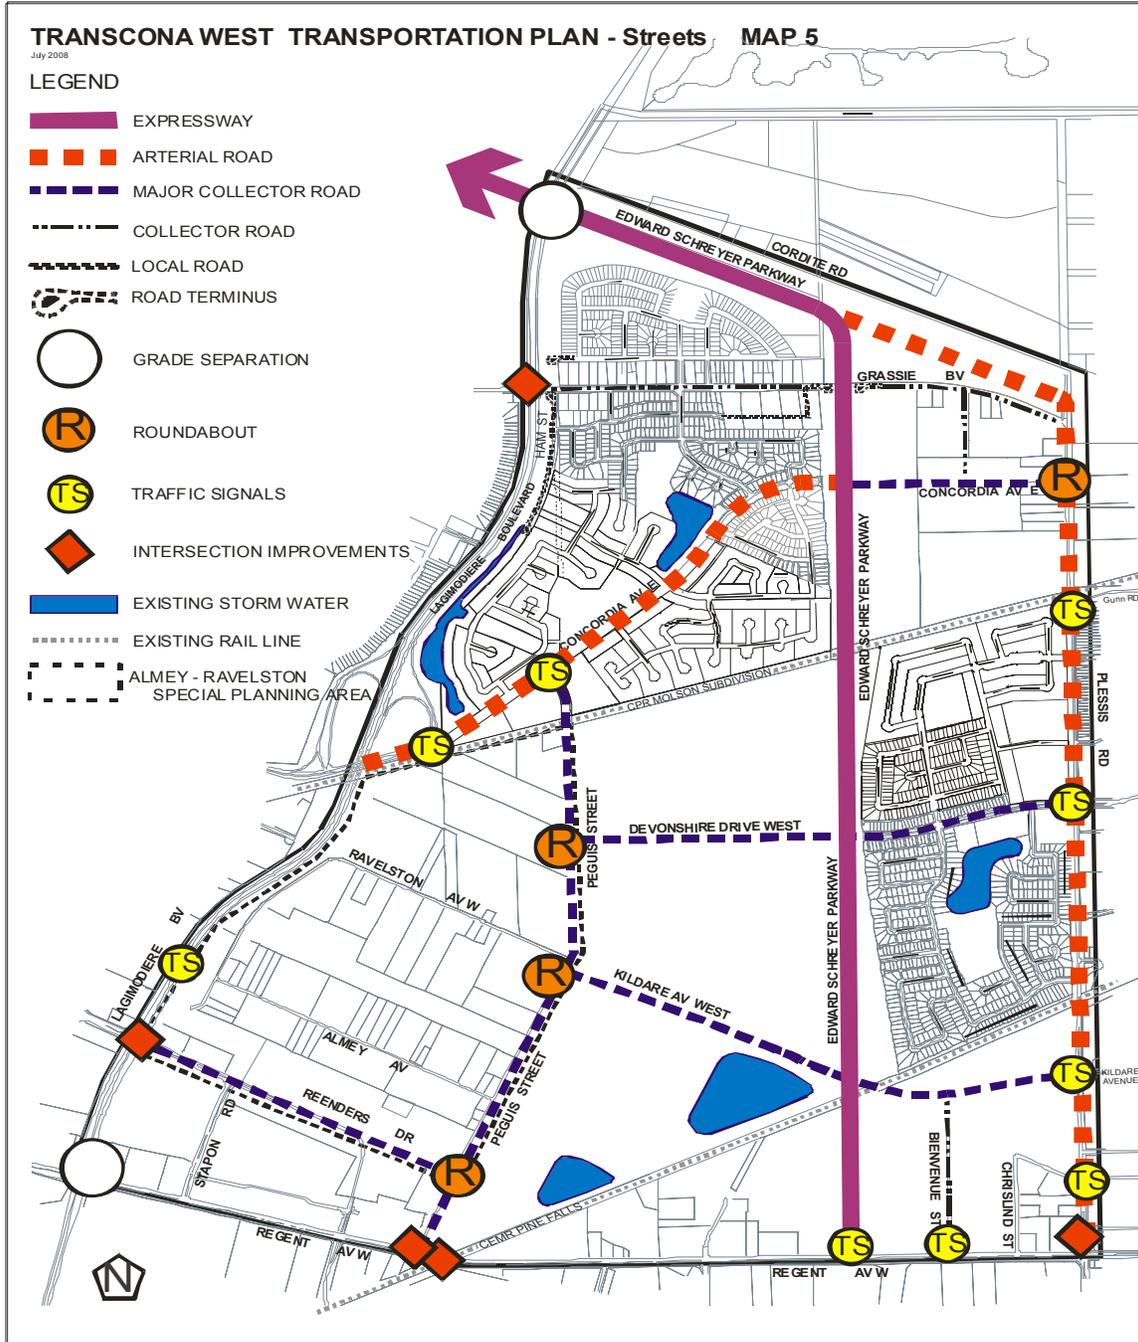 TRANSCONA WEST TRANSPORTATION PLAN - Streets MAP 5
July 2008
LEGEND
EXPRESSWAY
ARTERIAL ROAD
MAJOR COLLECTOR ROAD
COLLECTOR ROAD
LOCAL ROAD
ROAD TERMINUS
GRADE SEPARATION
R
ROUNDABOUT
TS
TRAFFIC SIGNALS
INTERSECTION IMPROVEMENTS
EXISTING STORM WATER
EXISTING RAIL LINE
ALMEY - RAVELSTON
SPECIAL PLANNING AREA
EDWARD SCHREYER PARKWAY
CORDITE RD
GRASSIE BV
HAM ST
CONCORDIA AV E
R
LAGIMODIERE BOULEVARD
CONCORDIA AV E
EDWARD SCHREYER PARKWAY
Gunn RD
TS
TS
CPR MOLSON SUBDIVISION
PLESSIS RD
TS
TS
PEGUIS STREET
DEVONSHIRE DRIVE WEST
R
RAVELSTON AV W
EDWARD SCHREYER PARKWAY
LAGIMODIERE BV
TS
R
KILDARE AV WEST
ALMEY AV
KILDARE
AVENUE
TS
REENDERS DR
PEGUIS STREET
STAPON RD
R
BIENVENUE ST
CHRISLIND ST
TS
CEMR PINE FALLS
REGENT AV W
TS
TS
REGENT AV W
N